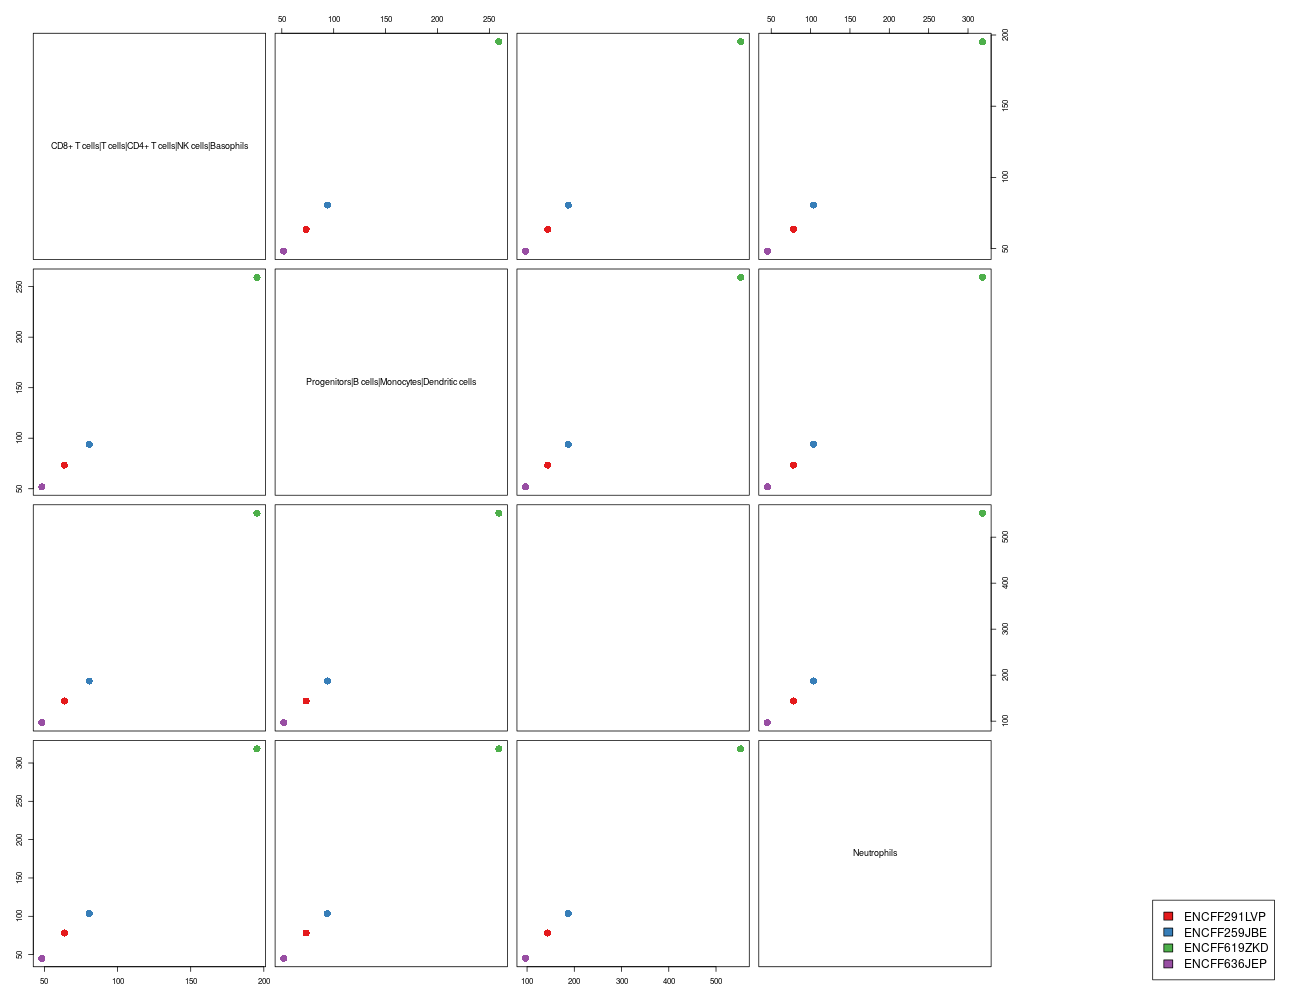 50 100 150 200 250
50 100 150 200 250 300
CD8+ T cells|T cells|CD4+ T cells|NK cells|Basophils
50 100 150 200
50 100 150 200 250
Progenitors|B cells|Monocytes|Dendritic cells
100 200 300 400 500
50 100 150 200 250 300
Neutrophils
50 100 150 200
100 200 300 400 500
ENCFF291LVP
ENCFF259JBE
ENCFF619ZKD
ENCFF636JEP